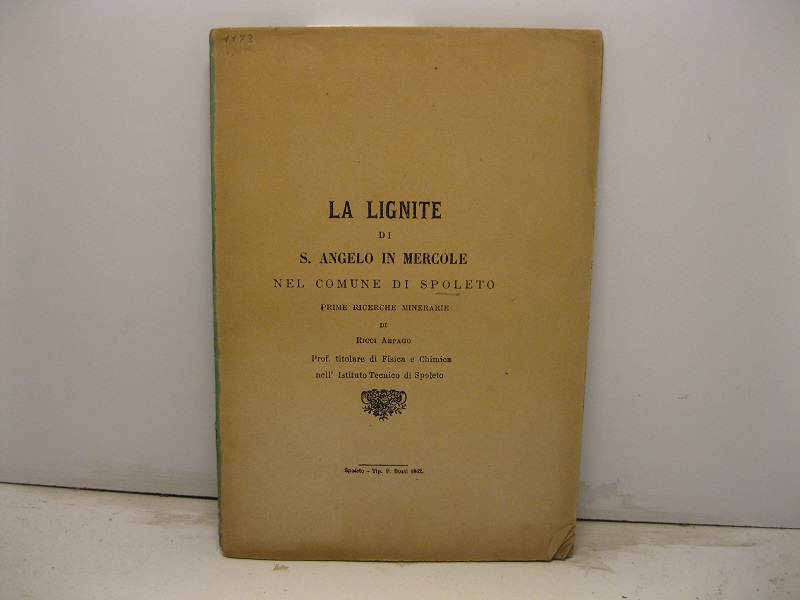 1173
LA LIGNITE
DI
S. ANGELO IN MERCOLE
NEL COMUNE DI SPOLETO
PRIME RICERCHE MINERARIE
DI
RICCI ARPAGO
Prof. titolare di Fisica e Chimica
nell' Istituto Tecnico di Spoleto
Spoleto - Tip. P. Bossi